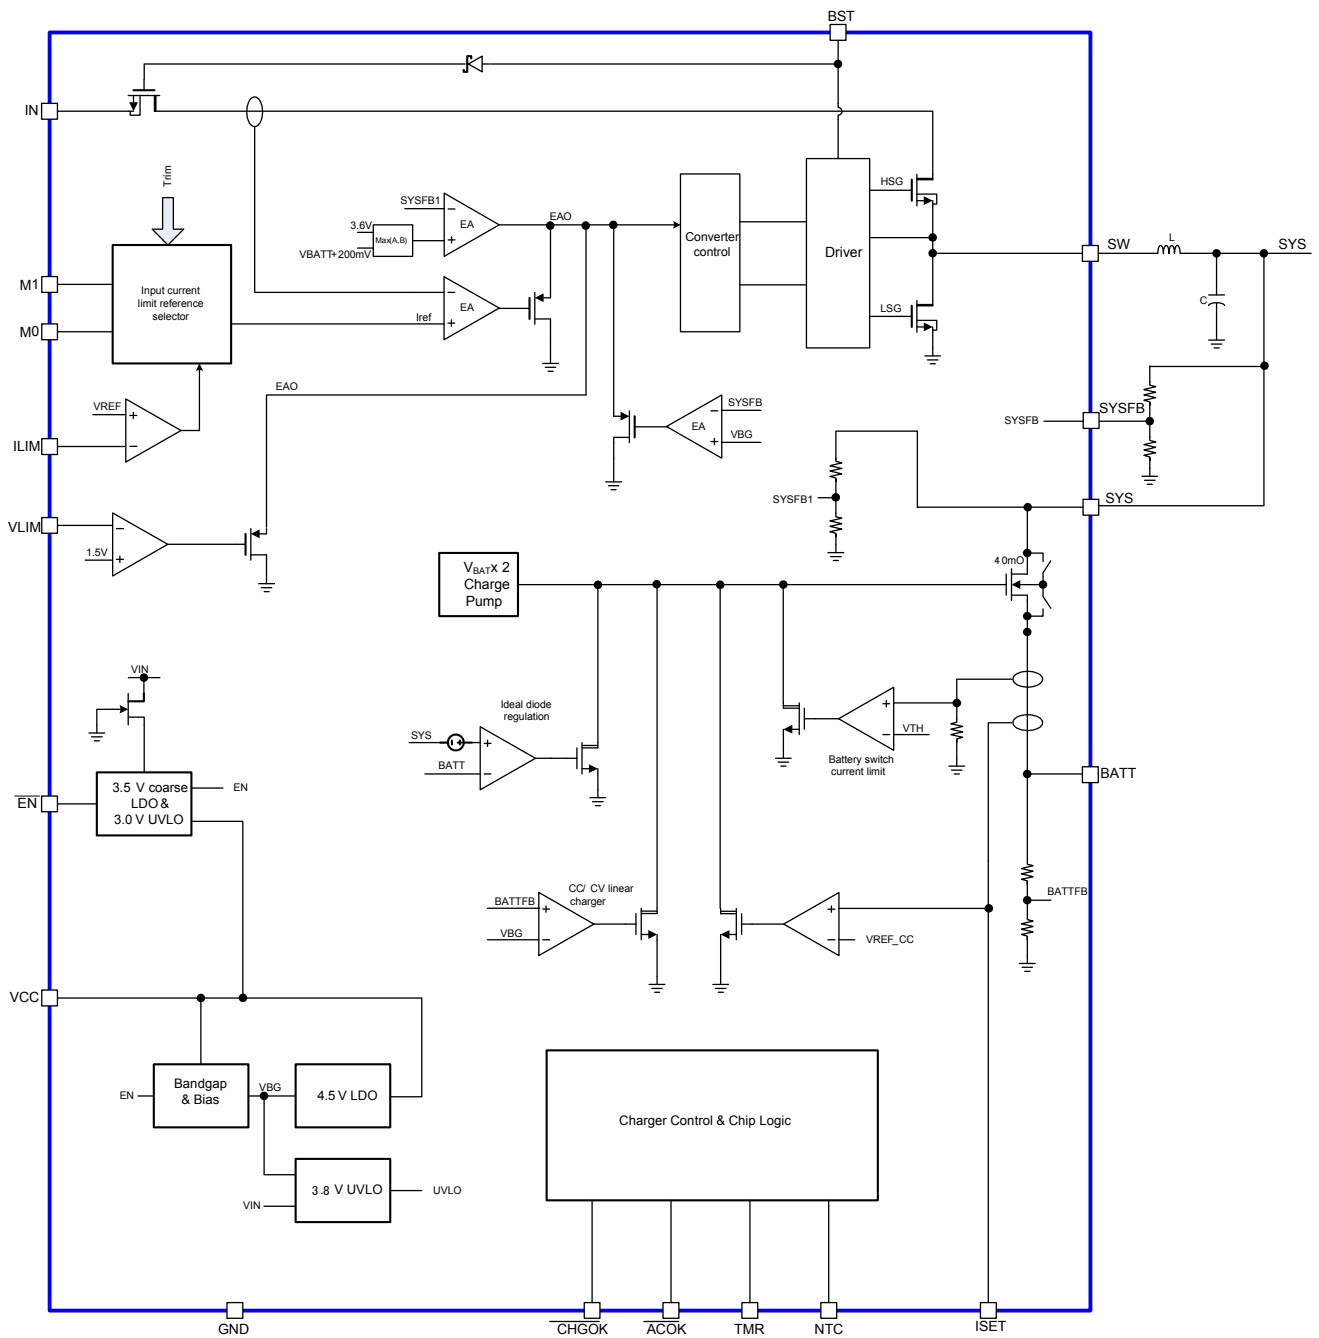 BST
IN
Trim
HSG
SYSFB1
EAO
3.6V
EA
Max(A,B)
VBATT+200mV
Converter
control
Driver
SW
L
SYS
M1
Input current
limit reference
selector
EA
C
Iref
LSG
M0
EAO
VREF
SYSFB
SYSFB
SYSFB
EA
VBG
ILIM
SYSFB1
SYS
VLIM
1.5V
40mO
VBAT x 2
Charge
Pump
VIN
Ideal diode
regulation
SYS
VTH
BATT
Battery switch
current limit
BATT
3.5 V coarse
LDO &
3.0 V UVLO
EN
EN
CC/ CV linear
charger
BATTFB
BATTFB
VBG
VREF_CC
VCC
Bandgap
& Bias
EN
VBG
4.5 V LDO
Charger Control & Chip Logic
3.8 V UVLO
UVLO
VIN
GND
CHGOK
ACOK
TMR
NTC
ISET